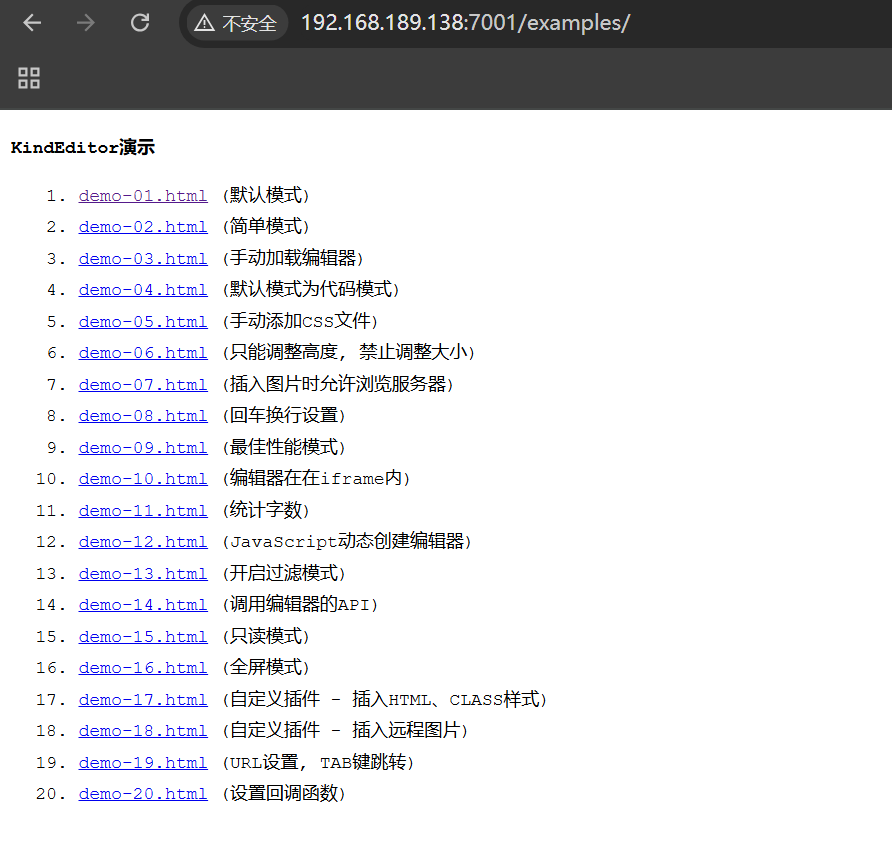 不安全 192.168.189.138:7001/examples/
KindEditor演示
1. demo-01.html (默认模式)
2. demo-02.html (简单模式)
3. demo-03.html (手动加载编辑器)
4. demo-04.html (默认模式为代码模式)
5. demo-05.html (手动添加CSS文件)
6. demo-06.html (只能调整高度, 禁止调整大小)
7. demo-07.html (插入图片时允许浏览服务器)
8. demo-08.html (回车换行设置)
9. demo-09.html (最佳性能模式)
10. demo-10.html (编辑器在在iframe内)
11. demo-11.html (统计字数)
12. demo-12.html (JavaScript动态创建编辑器)
13. demo-13.html (开启过滤模式)
14. demo-14.html (调用编辑器的API)
15. demo-15.html (只读模式)
16. demo-16.html (全屏模式)
17. demo-17.html (自定义插件 - 插入HTML、CLASS样式)
18. demo-18.html (自定义插件 - 插入远程图片)
19. demo-19.html (URL设置, TAB键跳转)
20. demo-20.html (设置回调函数)